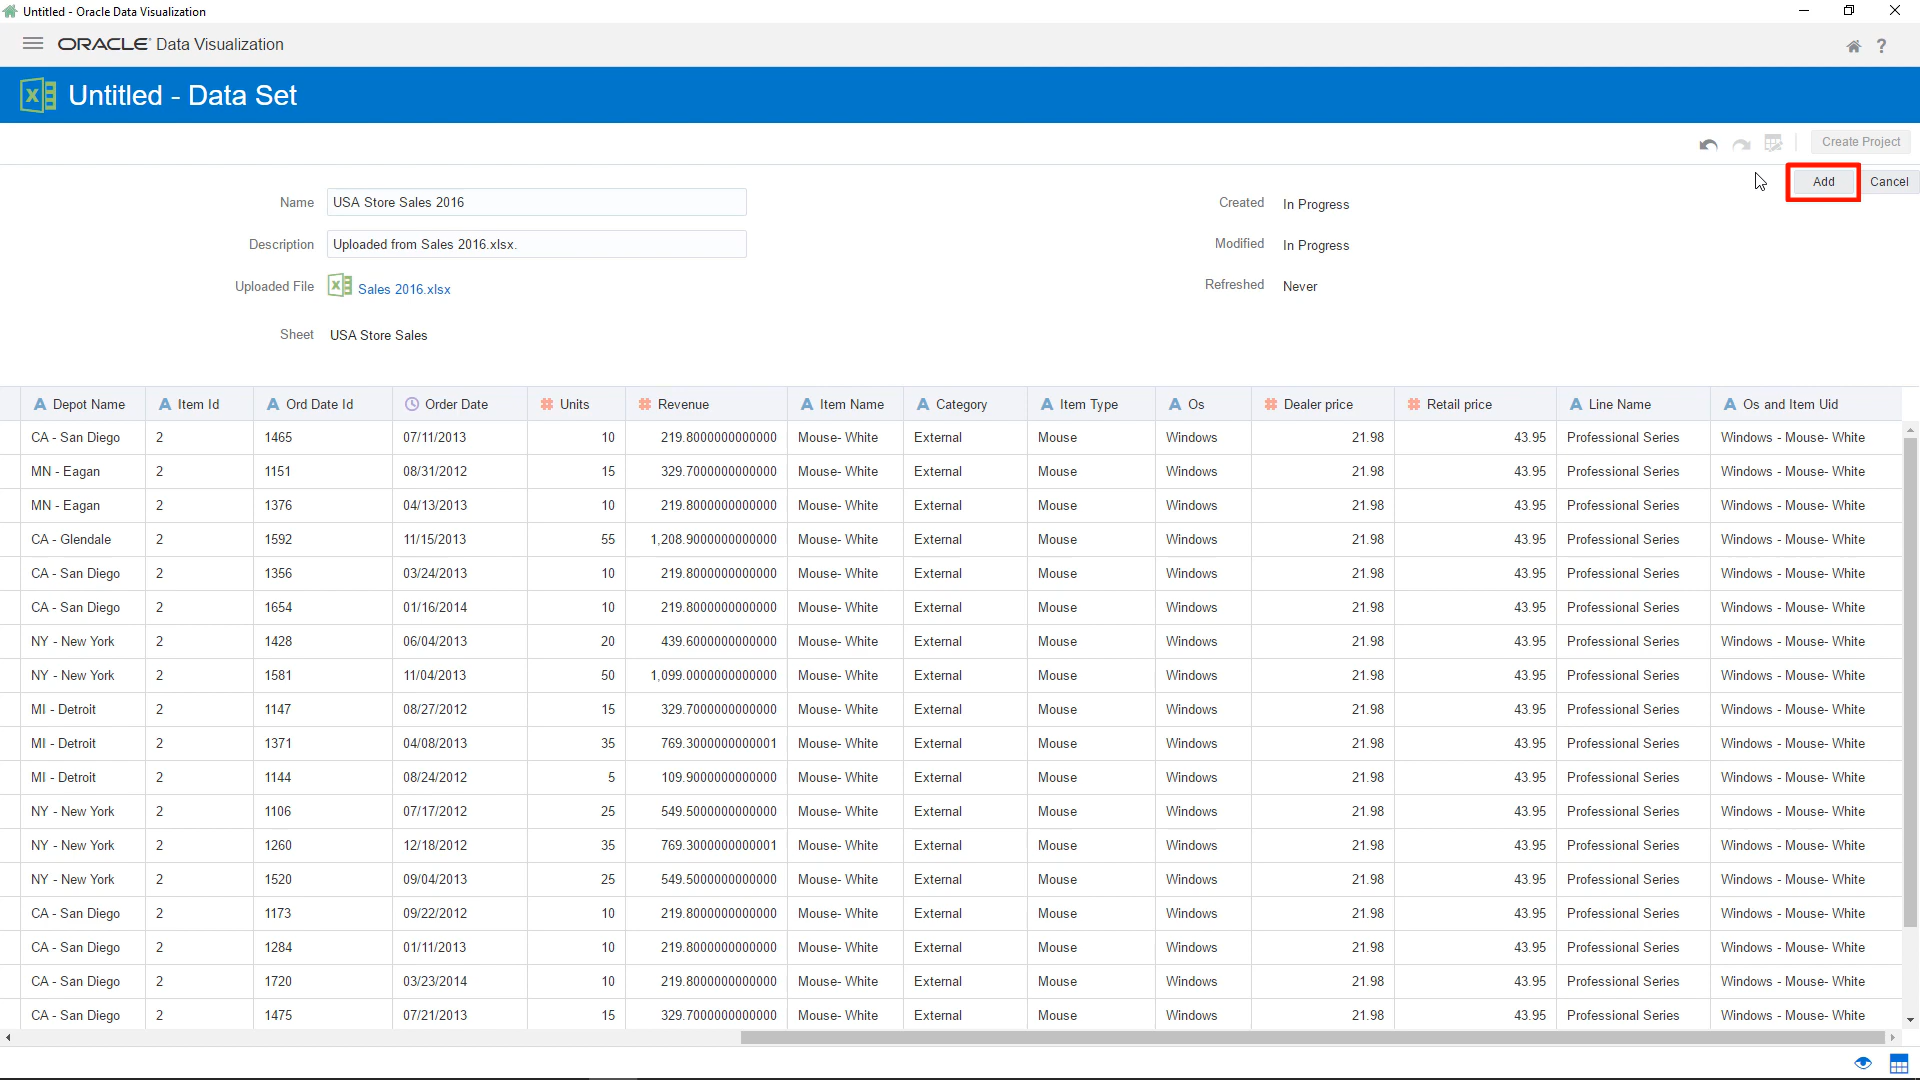 Untitled - Oracle Data Visualization
ORACLE Data Visualization
?
Untitled - Data Set
Create Project
Add Cancel
Name USA Store Sales 2016 Created In Progress
Description Uploaded from Sales 2016.xlsx. Modified In Progress
Uploaded File Sales 2016.xlsx Refreshed Never
Sheet USA Store Sales
A Depot Name A Item Id A Ord Date Id Order Date # Units # Revenue A Item Name A Category A Item Type A Os # Dealer price # Retail price A Line Name A Os and Item Uid
CA - San Diego 2 1465 07/11/2013 10 219.8000000000000 Mouse- White External Mouse Windows 21.98 43.95 Professional Series Windows - Mouse- White
MN - Eagan 2 1151 08/31/2012 15 329.7000000000000 Mouse- White External Mouse Windows 21.98 43.95 Professional Series Windows - Mouse- White
MN - Eagan 2 1376 04/13/2013 10 219.8000000000000 Mouse- White External Mouse Windows 21.98 43.95 Professional Series Windows - Mouse- White
CA - Glendale 2 1592 11/15/2013 55 1,208.9000000000000 Mouse- White External Mouse Windows 21.98 43.95 Professional Series Windows - Mouse- White
CA - San Diego 2 1356 03/24/2013 10 219.8000000000000 Mouse- White External Mouse Windows 21.98 43.95 Professional Series Windows - Mouse- White
CA - San Diego 2 1654 01/16/2014 10 219.8000000000000 Mouse- White External Mouse Windows 21.98 43.95 Professional Series Windows - Mouse- White
NY - New York 2 1428 06/04/2013 20 439.6000000000000 Mouse- White External Mouse Windows 21.98 43.95 Professional Series Windows - Mouse- White
NY - New York 2 1581 11/04/2013 50 1,099.0000000000000 Mouse- White External Mouse Windows 21.98 43.95 Professional Series Windows - Mouse- White
MI - Detroit 2 1147 08/27/2012 15 329.7000000000000 Mouse- White External Mouse Windows 21.98 43.95 Professional Series Windows - Mouse- White
MI - Detroit 2 1371 04/08/2013 35 769.3000000000001 Mouse- White External Mouse Windows 21.98 43.95 Professional Series Windows - Mouse- White
MI - Detroit 2 1144 08/24/2012 5 109.9000000000000 Mouse- White External Mouse Windows 21.98 43.95 Professional Series Windows - Mouse- White
NY - New York 2 1106 07/17/2012 25 549.5000000000000 Mouse- White External Mouse Windows 21.98 43.95 Professional Series Windows - Mouse- White
NY - New York 2 1260 12/18/2012 35 769.3000000000001 Mouse- White External Mouse Windows 21.98 43.95 Professional Series Windows - Mouse- White
NY - New York 2 1520 09/04/2013 25 549.5000000000000 Mouse- White External Mouse Windows 21.98 43.95 Professional Series Windows - Mouse- White
CA - San Diego 2 1173 09/22/2012 10 219.8000000000000 Mouse- White External Mouse Windows 21.98 43.95 Professional Series Windows - Mouse- White
CA - San Diego 2 1284 01/11/2013 10 219.8000000000000 Mouse- White External Mouse Windows 21.98 43.95 Professional Series Windows - Mouse- White
CA - San Diego 2 1720 03/23/2014 10 219.8000000000000 Mouse- White External Mouse Windows 21.98 43.95 Professional Series Windows - Mouse- White
CA - San Diego 2 1475 07/21/2013 15 329.7000000000000 Mouse- White External Mouse Windows 21.98 43.95 Professional Series Windows - Mouse- White